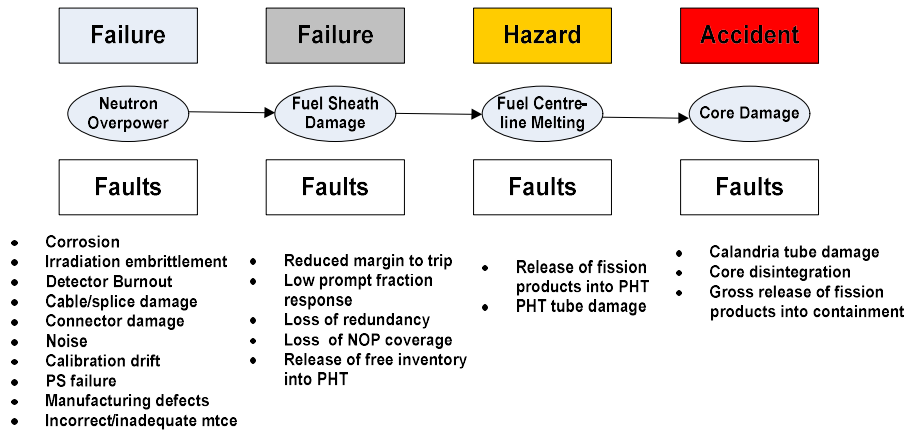 Failure
Failure
Hazard
Accident
Neutron
Overpower
Fuel Sheath
Damage
Fuel Centre-
line Melting
Core Damage
Faults
Faults
Faults
Faults
• Corrosion
• Irradiation embrittlement
• Detector Burnout
• Cable/splice damage
• Connector damage
• Noise
• Calibration drift
• PS failure
• Manufacturing defects
• Incorrect/inadequate mtce
• Reduced margin to trip
• Low prompt fraction
response
• Loss of redundancy
• Loss of NOP coverage
• Release of free inventory
into PHT
• Release of fission
products into PHT
• PHT tube damage
• Calandria tube damage
• Core disintegration
• Gross release of fission
products into containment